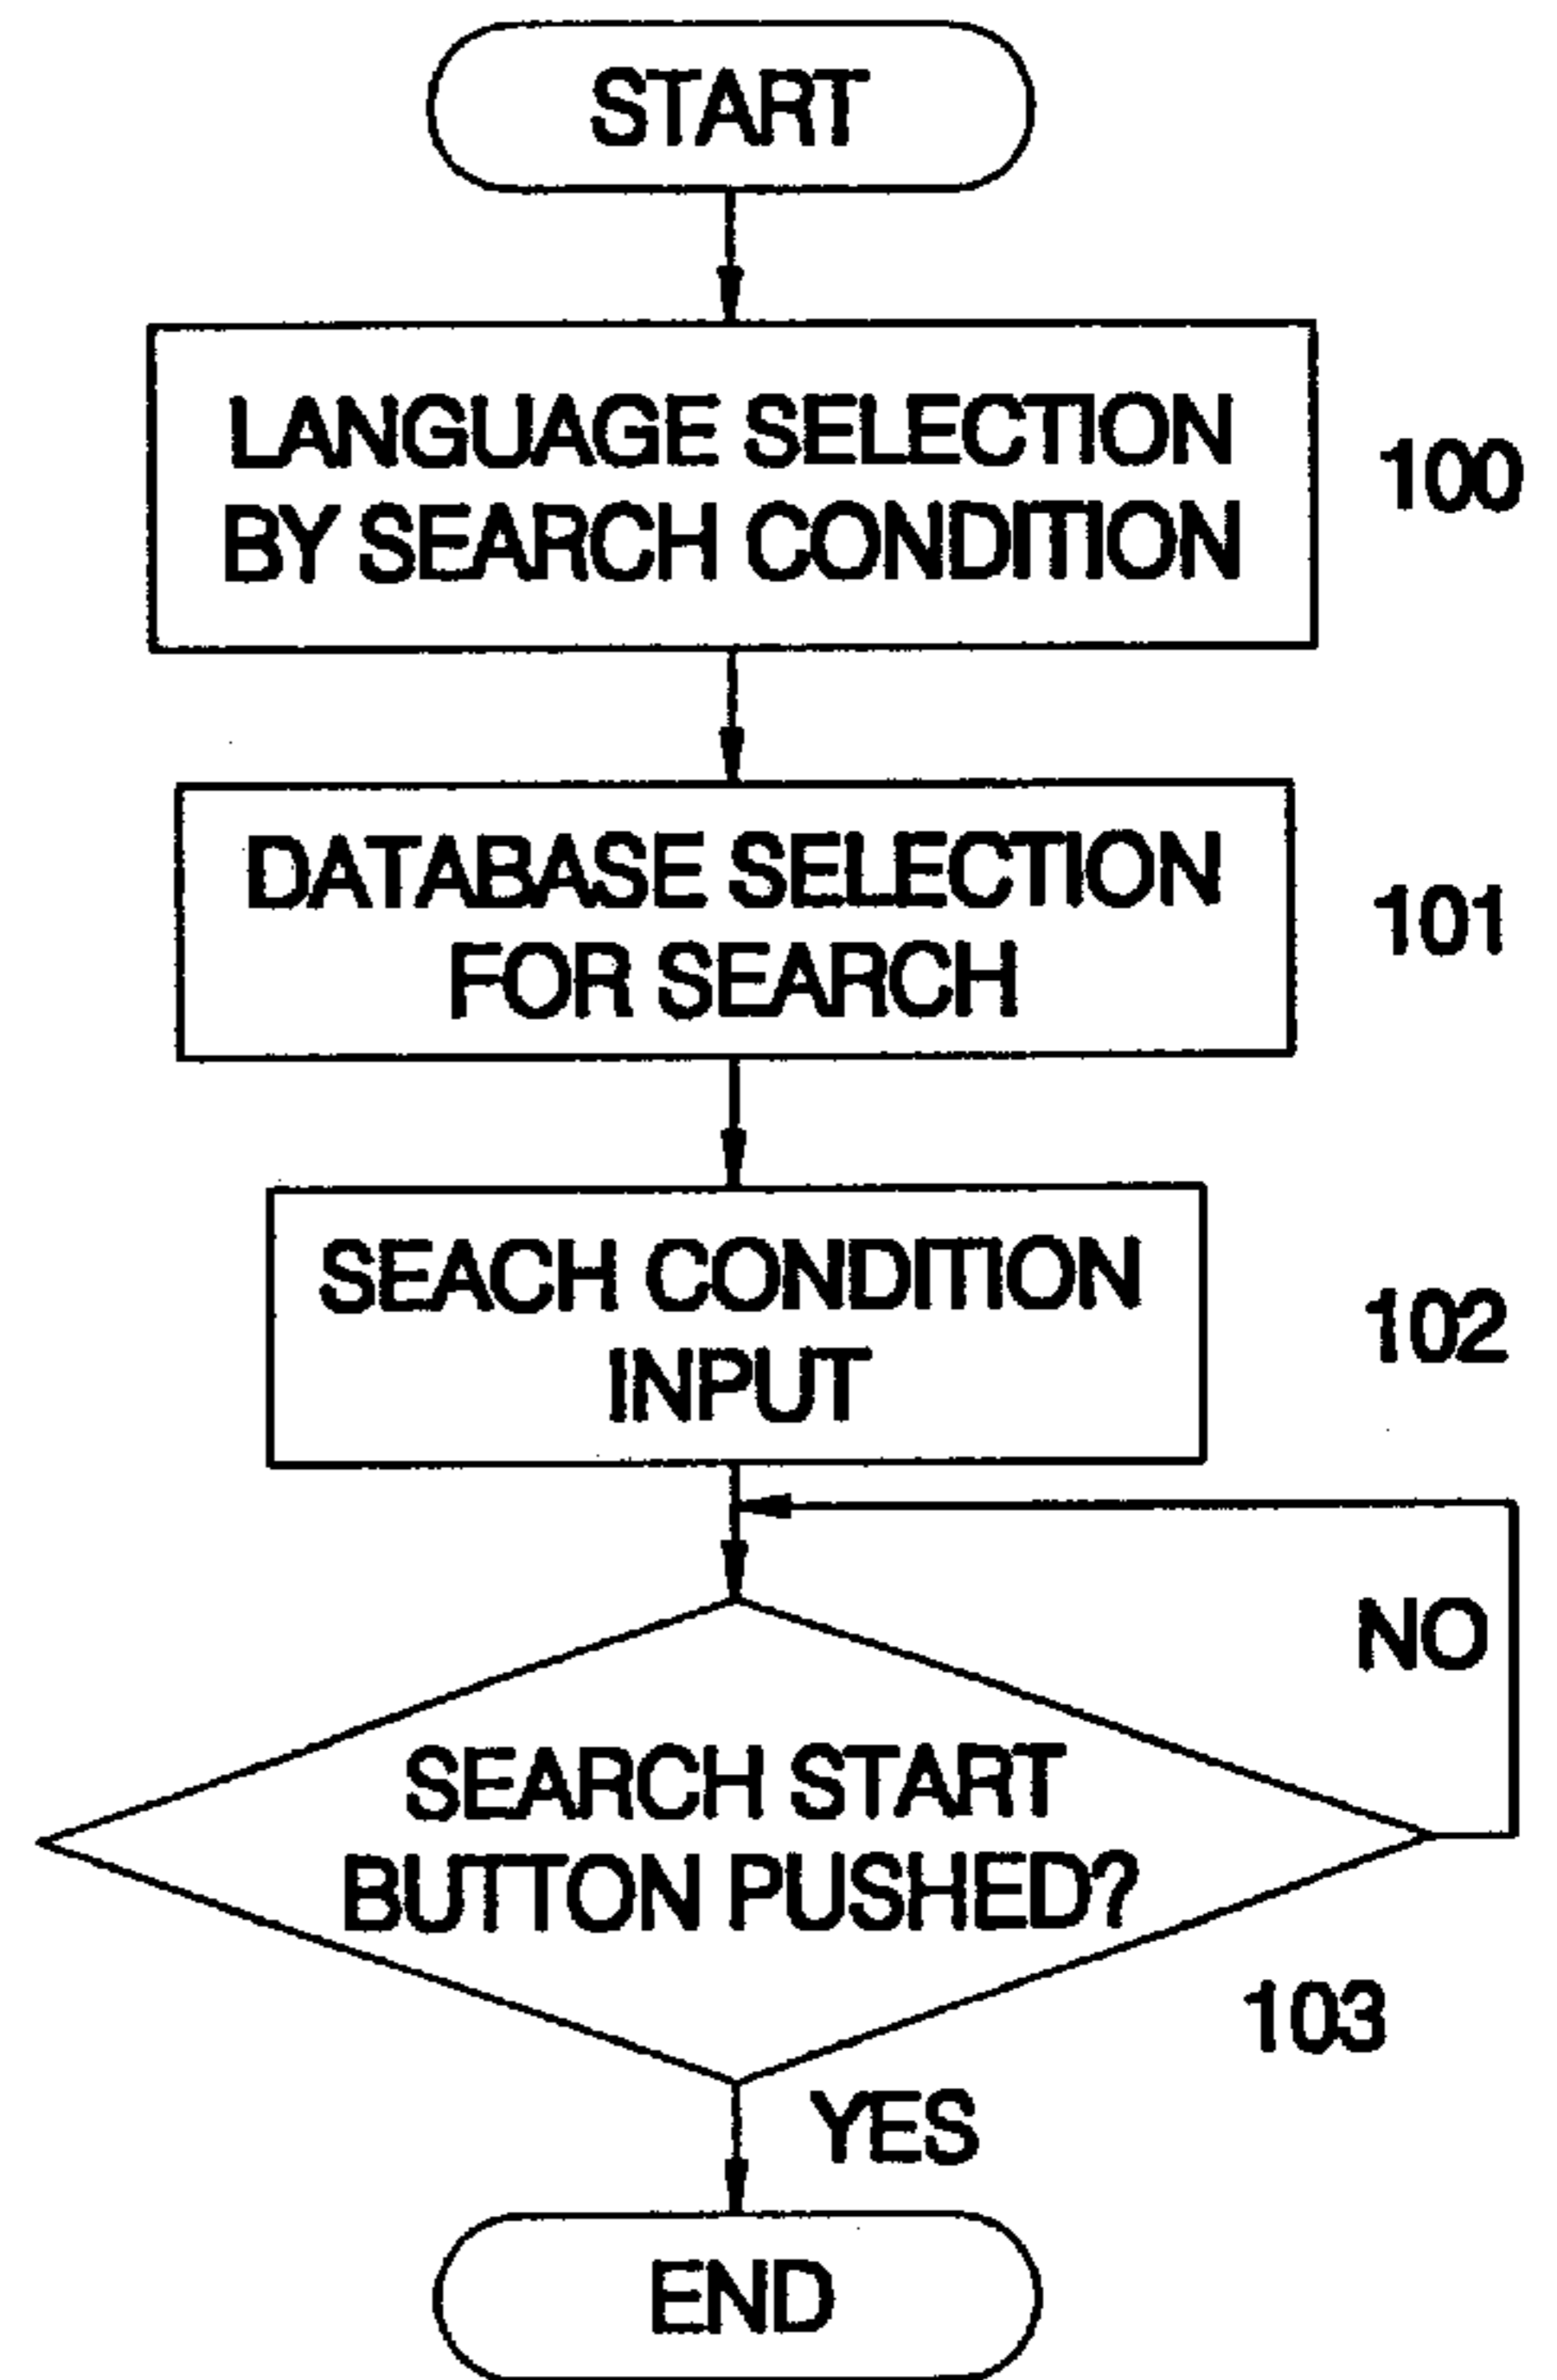 START
LANGUAGE SELECTION
BY SEARCH CONDITION
100
DATABASE SELECTION
FOR SEARCH
101
SEACH CONDITION
INPUT
102
NO
SEARCH START
BUTTON PUSHED?
103
YES
END